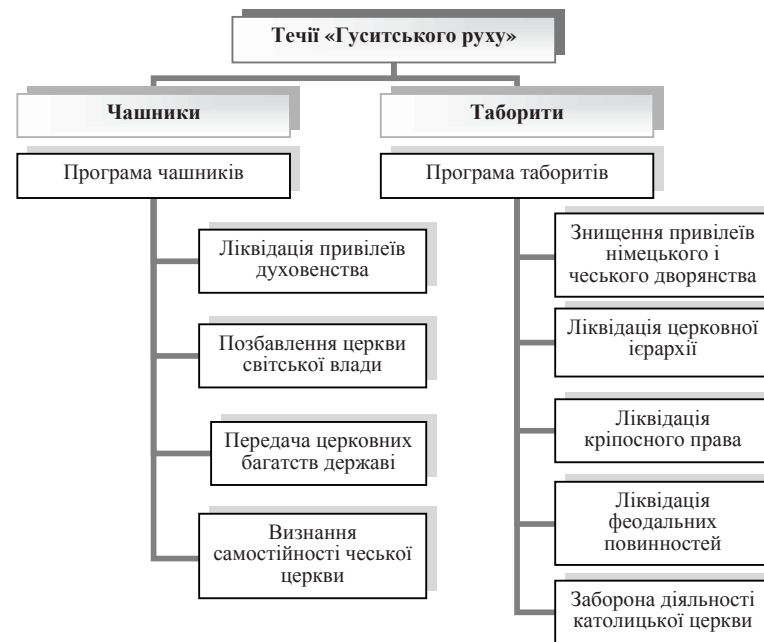 Течії «Гуситського руху»
Чашники
Програма чашників
Ліквідація привілеїв
духовенства
Позбавлення церкви
світської влади
Передача церковних
багатств державі
Визнання
самостійності чеської
церкви
Таборити
Програма таборитів
Знищення привілеїв
німецького і
чеського дворянства
Ліквідація церковної
ієрархії
Ліквідація
кріпосного права
Ліквідація
феодальних
повинностей
Заборона діяльності
католицької церкви